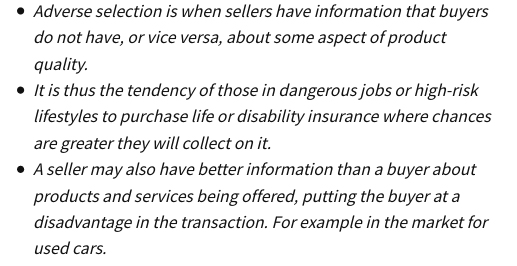 • Adverse selection is when sellers have information that buyers
do not have, or vice versa, about some aspect of product
quality.
• It is thus the tendency of those in dangerous jobs or high-risk
lifestyles to purchase life or disability insurance where chances
are greater they will collect on it.
• A seller may also have better information than a buyer about
products and services being offered, putting the buyer at a
disadvantage in the transaction. For example in the market for
used cars.